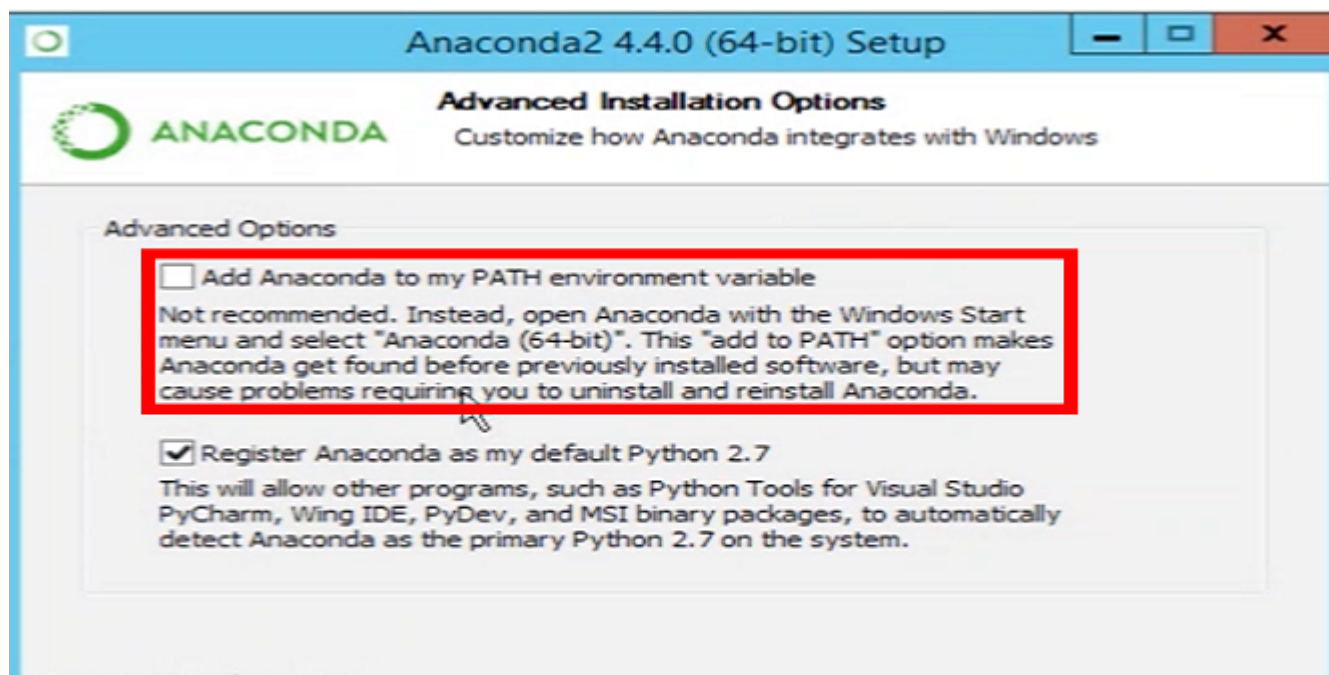 Anaconda2 4.4.0 (64-bit) Setup
ANACONDA
Advanced Installation Options
Customize how Anaconda integrates with Windows
Advanced Options
Add Anaconda to my PATH environment variable
Not recommended. Instead, open Anaconda with the Windows Start
menu and select "Anaconda (64-bit)". This "add to PATH" option makes
Anaconda get found before previously installed software, but may
cause problems requiring you to uninstall and reinstall Anaconda.
Register Anaconda as my default Python 2.7
This will allow other programs, such as Python Tools for Visual Studio
PyCharm, Wing IDE, PyDev, and MSI binary packages, to automatically
detect Anaconda as the primary Python 2.7 on the system.